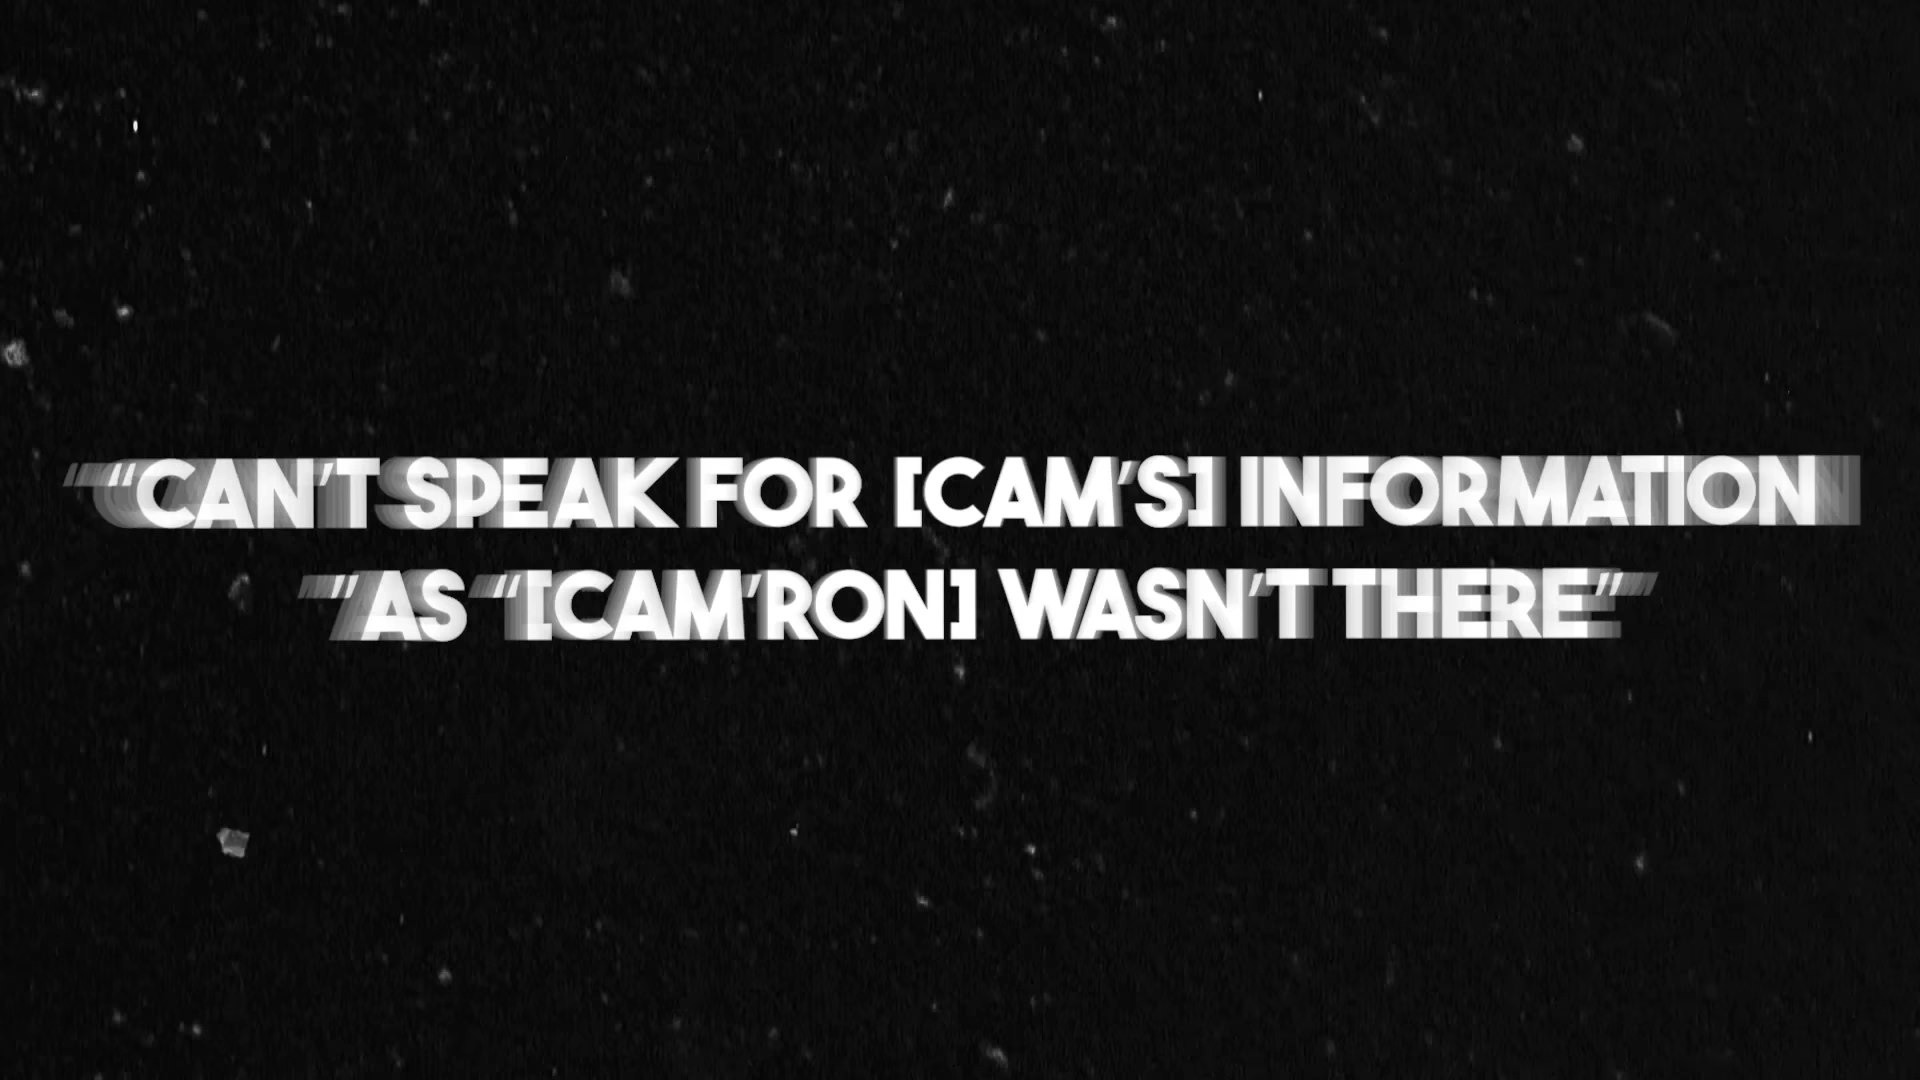 “CAN’T SPEAK FOR [CAM’S] INFORMATION
”AS “[CAM’RON] WASN’T THERE”